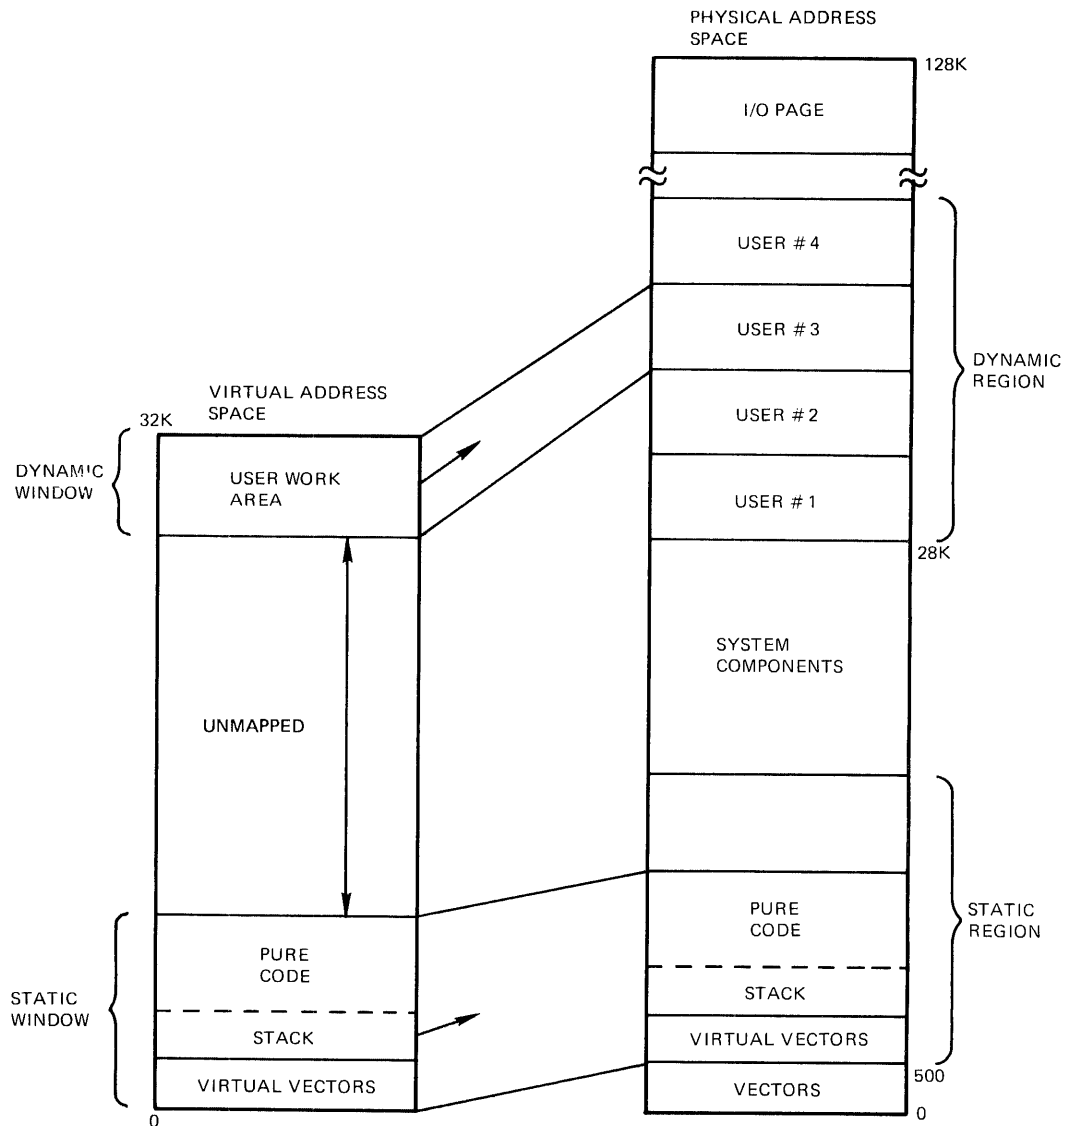 PHYSICAL ADDRESS
SPACE
128K
I/O PAGE
USER #4
USER #3
DYNAMIC
REGION
USER #2
USER #1
28K
SYSTEM
COMPONENTS
PURE
CODE
STATIC
REGION
STACK
VIRTUAL VECTORS
500
VECTORS
0
VIRTUAL ADDRESS
SPACE
32K
DYNAMIC
WINDOW
USER WORK
AREA
UNMAPPED
PURE
CODE
STATIC
WINDOW
STACK
VIRTUAL VECTORS
0